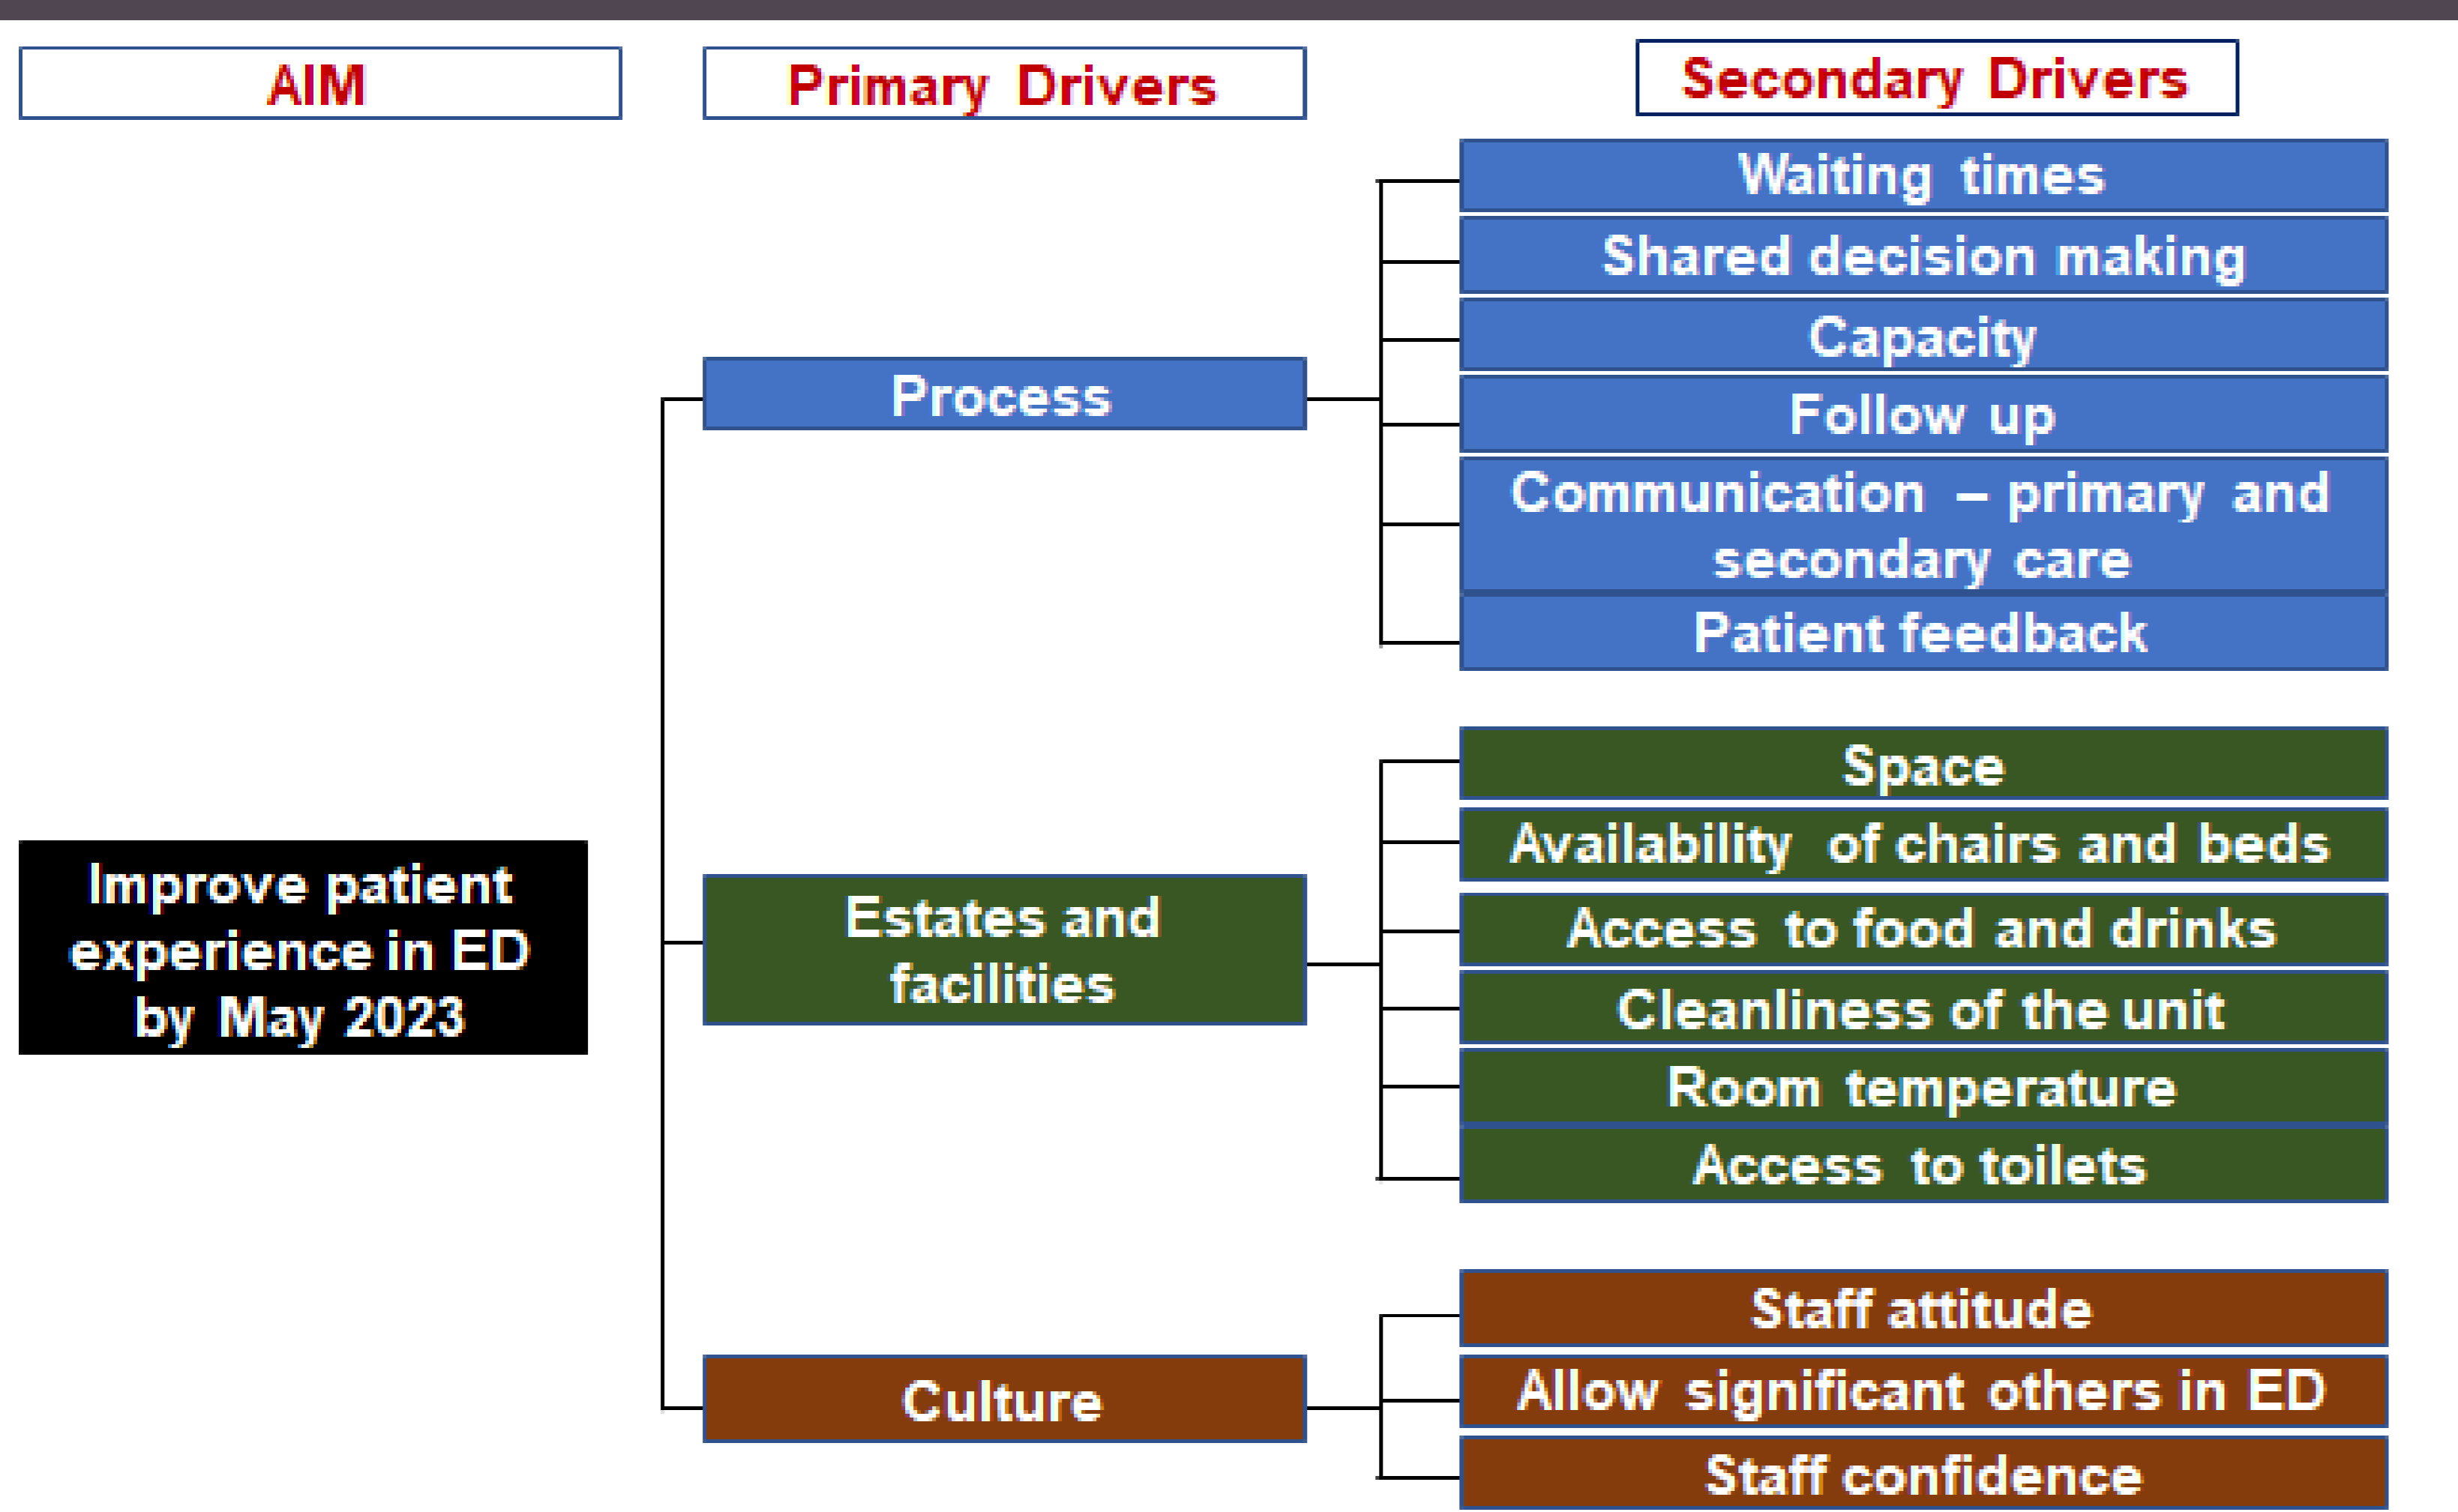 AIM
Primary Drivers
Secondary Drivers
Waiting times
Shared decision making
Capacity
Process
Follow up
Communication – primary and
secondary care
Patient feedback
Space
Availability of chairs and beds
Improve patient
experience in ED
by May 2023
Estates and
facilities
Access to food and drinks
Cleanliness of the unit
Room temperature
Access to toilets
Staff attitude
Culture
Allow significant others in ED
Staff confidence